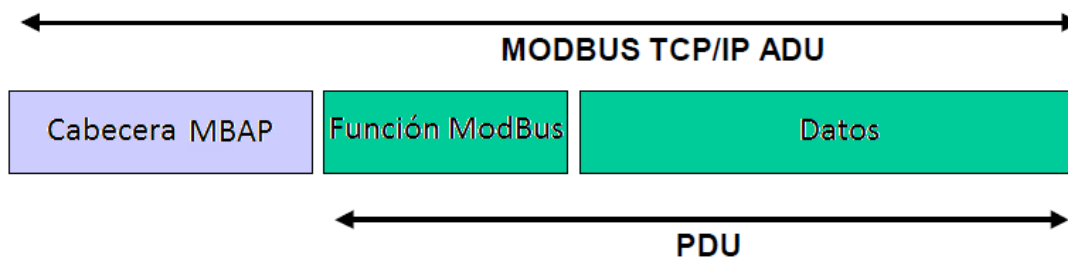 MODBUS TCP/IP ADU
Cabecera MBAP
Función ModBus
Datos
PDU